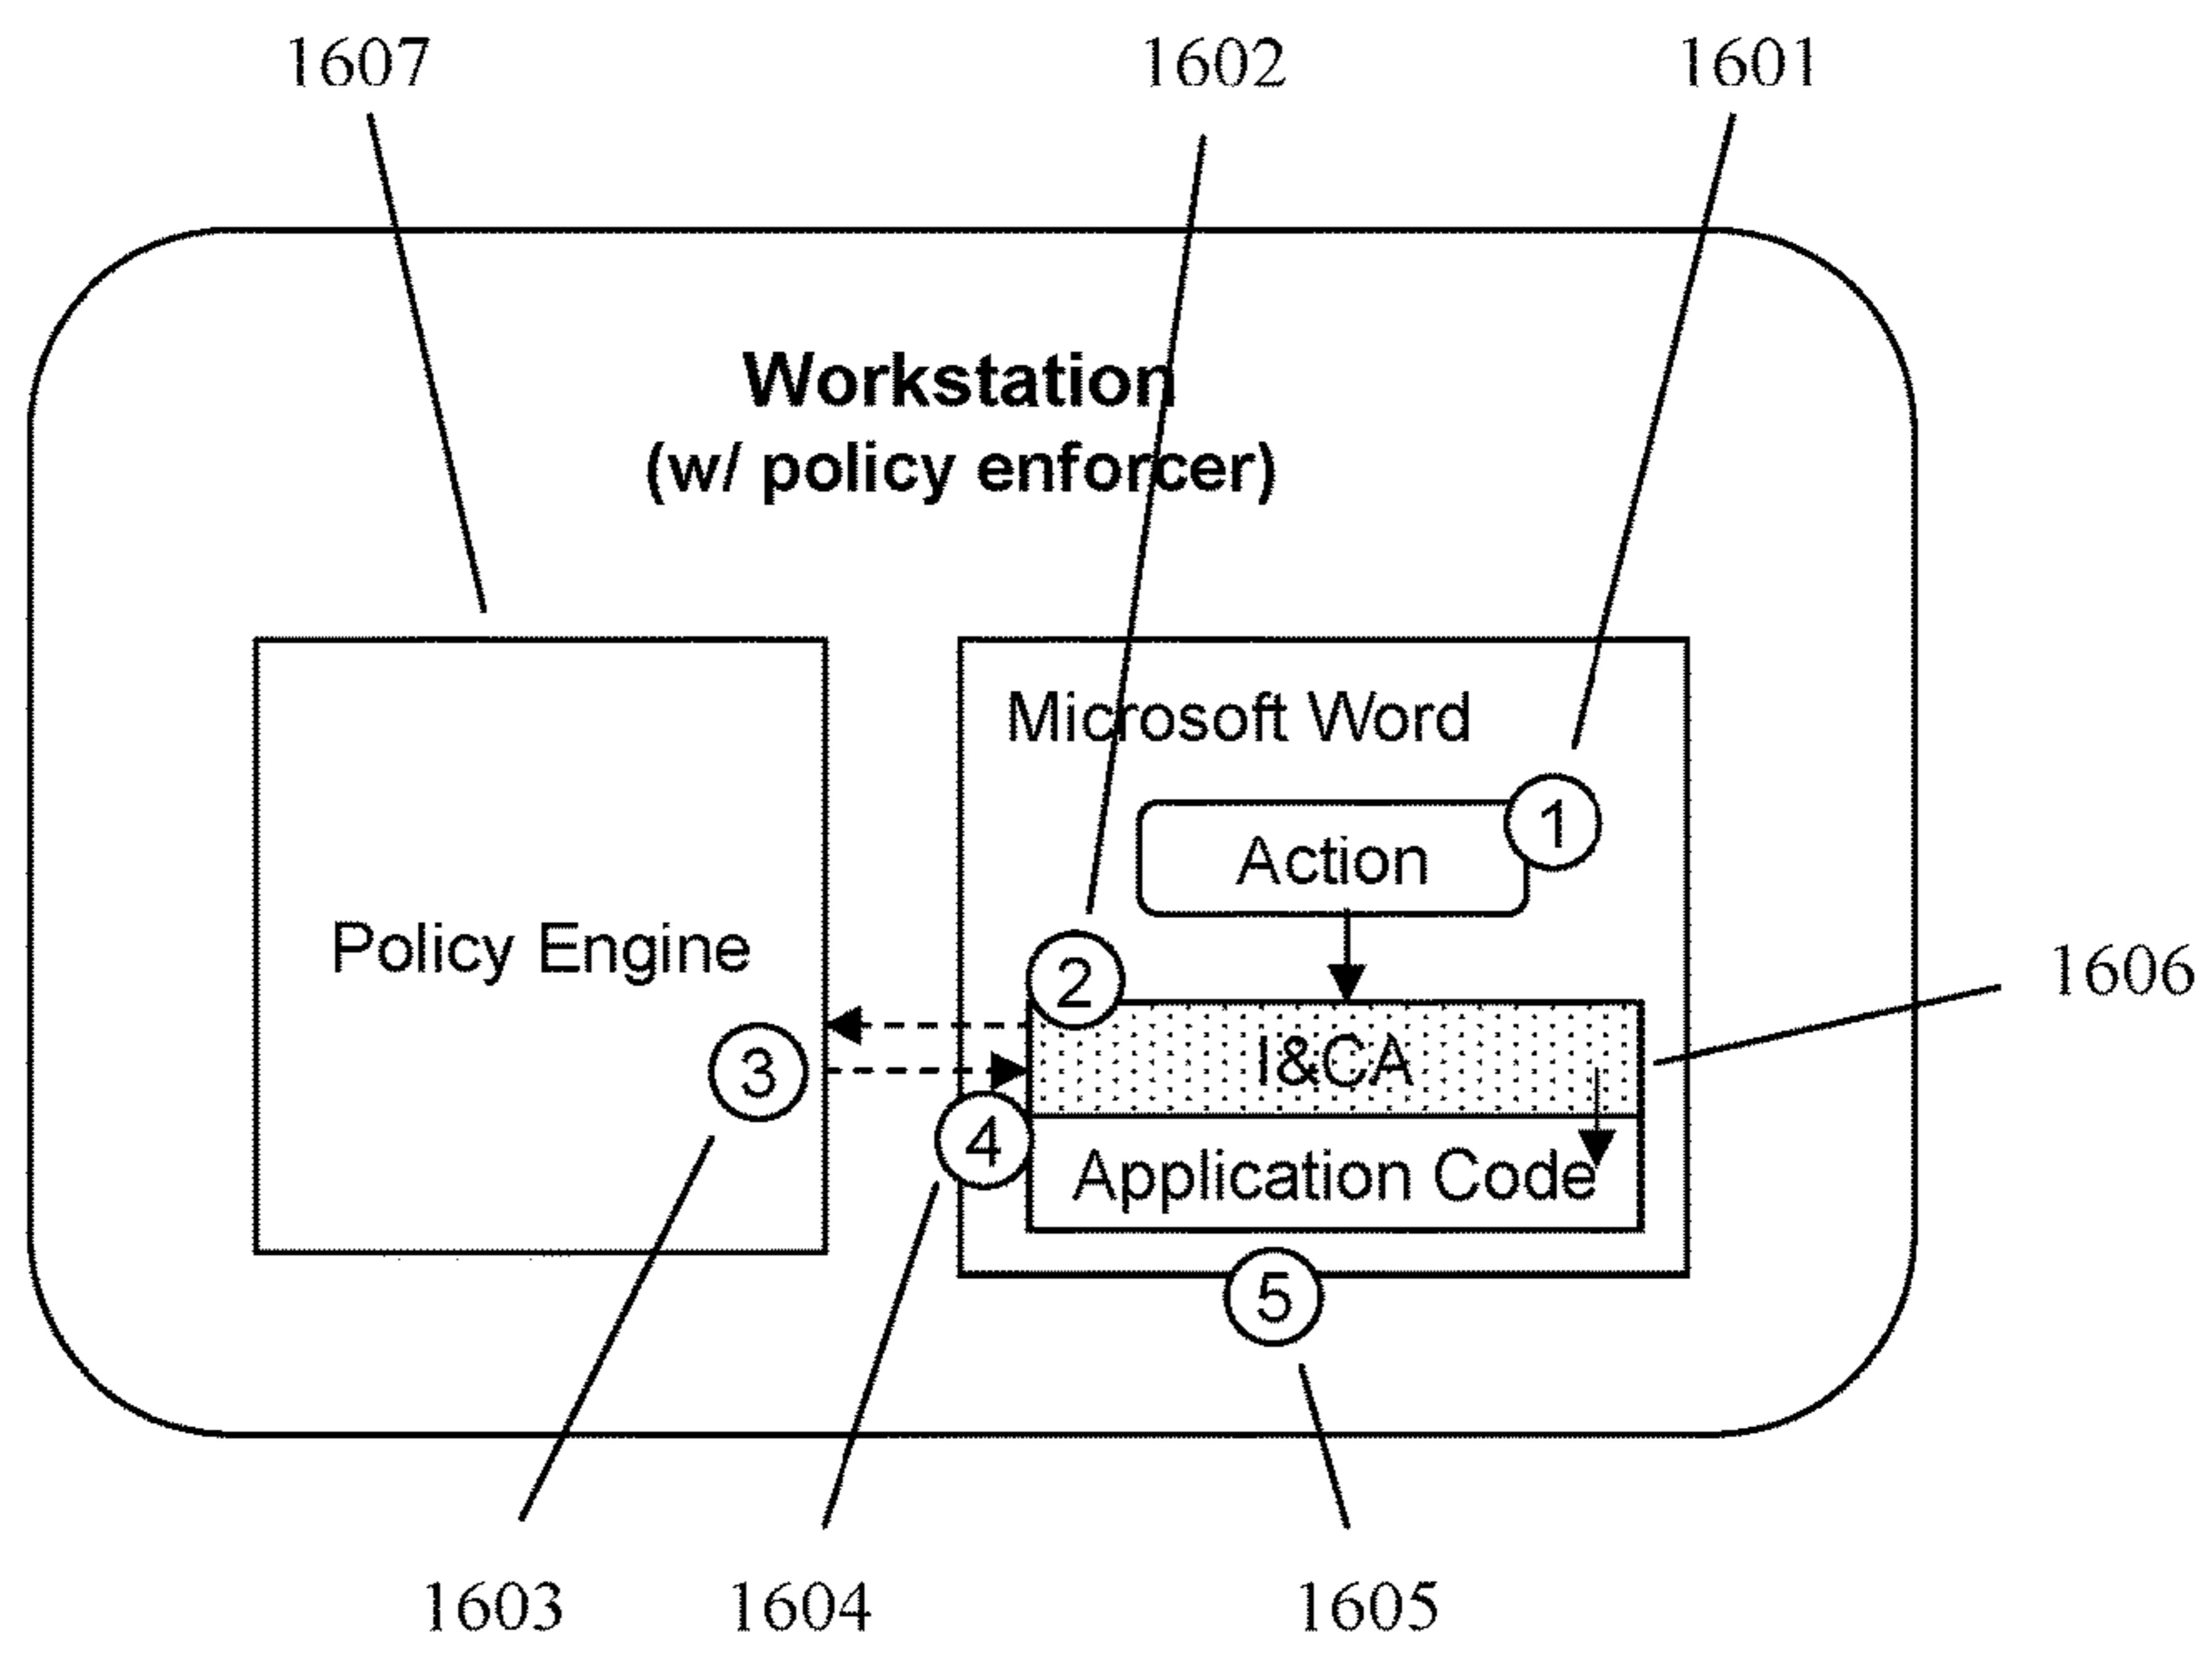 1607
1602
1601
Workstation
(w/ policy enforcer)
Microsoft Word
1
Action
Policy Engine
2
1606
I&CA
3
4
Application Code
5
1603
1604
1605